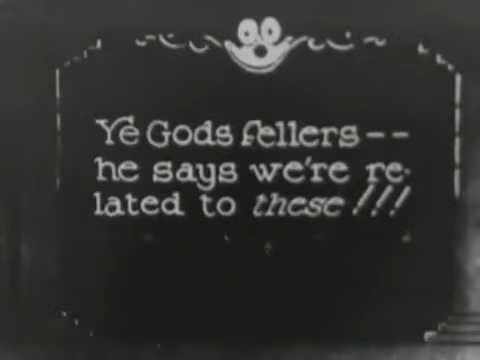 Ye Gods fellers--
he says we're re-
lated to these!!!